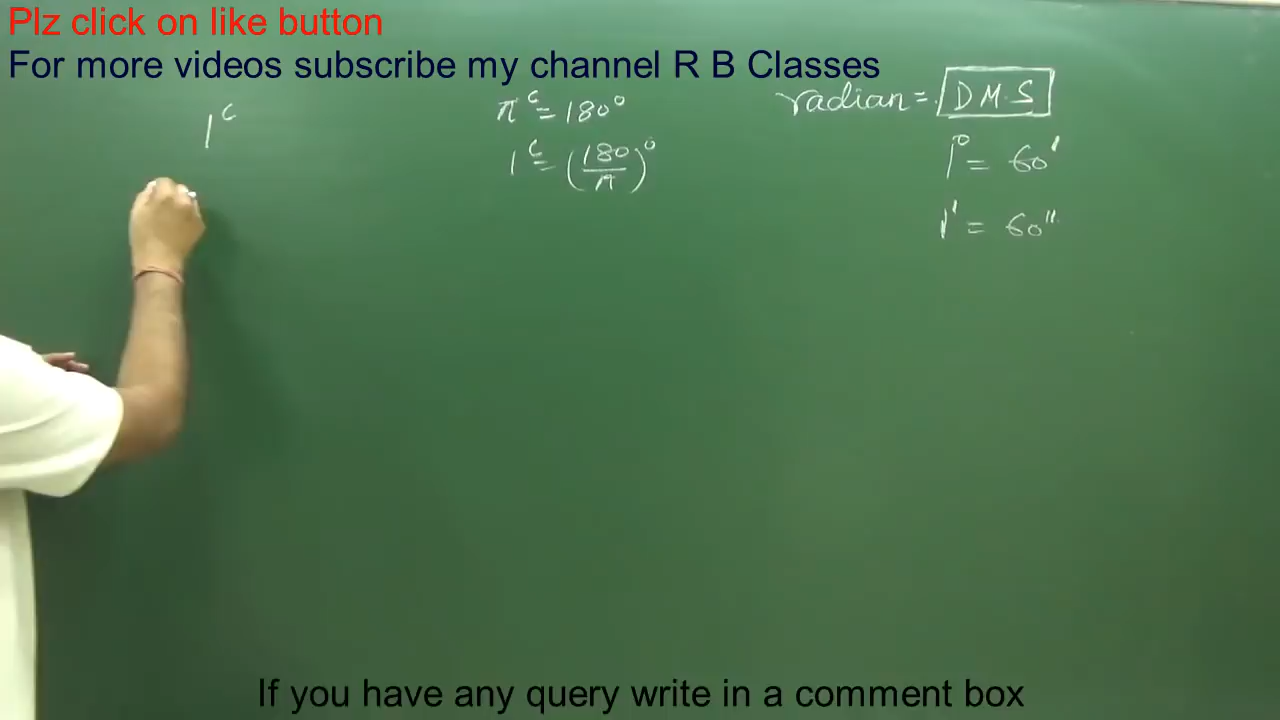 Plz click on like button
For more videos subscribe my channel R B Classes
1ᶜ
πᶜ = 180°
1ᶜ = (180/π)°
radian = D M S
1° = 60'
1' = 60"
If you have any query write in a comment box